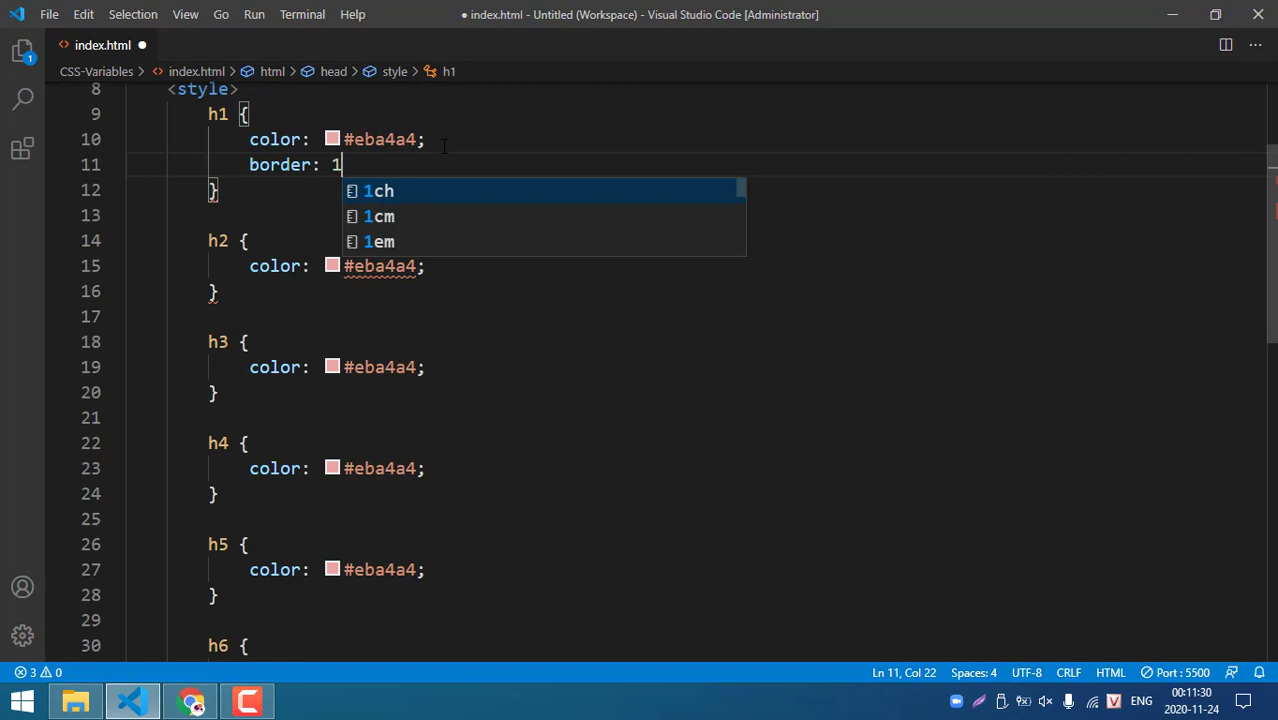 File Edit Selection View Go Run Terminal Help ● index.html - Untitled (Workspace) - Visual Studio Code [Administrator]
<> index.html ●
CSS-Variables > <> index.html > html > head > style > h1
8 <style>
9 h1 {
10 color: #eba4a4;
11 border: 1
1ch
12 }
1cm
13
1em
14 h2 {
15 color: #eba4a4;
16 }
17
18 h3 {
19 color: #eba4a4;
20 }
21
22 h4 {
23 color: #eba4a4;
24 }
25
26 h5 {
27 color: #eba4a4;
28 }
29
30 h6 {
1
3 0 Ln 11, Col 22 Spaces: 4 UTF-8 CRLF HTML Port : 5500
V ENG 00:11:30
2020-11-24